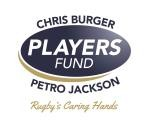 CHRIS BURGER
PLAYERS
FUND
PETRO JACKSON
Rugby's Caring Hands